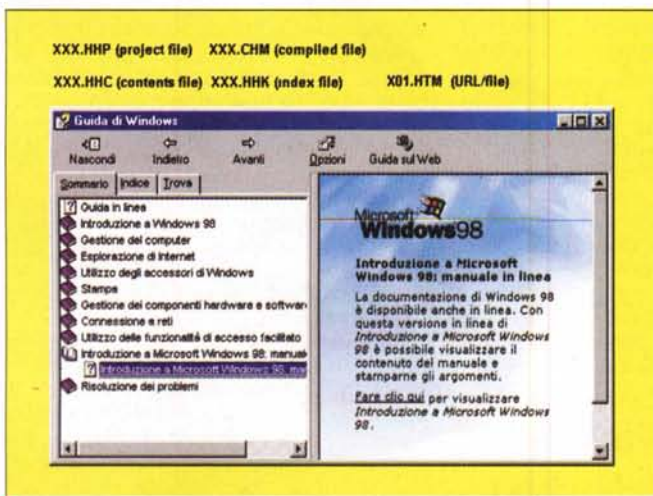 XXX.HHP (project file) XXX.CHM (compiled file)
XXX.HHC (contents file) XXX.HHK (index file) X01.HTM (URL/file)
Guida di Windows
Nascondi Indietro Avanti Opzioni Guida sul Web
Sommario Indice Trova
Guida in linea
Introduzione a Windows 98
Gestione del computer
Esplorazione di Internet
Utilizzo degli accessori di Windows
Stampa
Gestione dei componenti hardware e software
Connessione a reti
Utilizzo delle funzionalità di accesso facilitato
Introduzione a Microsoft Windows 98: manuale
Introduzione a Microsoft Windows 98: ma
Risoluzione dei problemi
Microsoft
Windows98
Introduzione a Microsoft
Windows 98: manuale in linea
La documentazione di Windows 98
è disponibile anche in linea. Con
questa versione in linea di
Introduzione a Microsoft Windows
98 è possibile visualizzare il
contenuto del manuale e
stamparne gli argomenti.
Fare clic qui per visualizzare
Introduzione a Microsoft Windows
98.